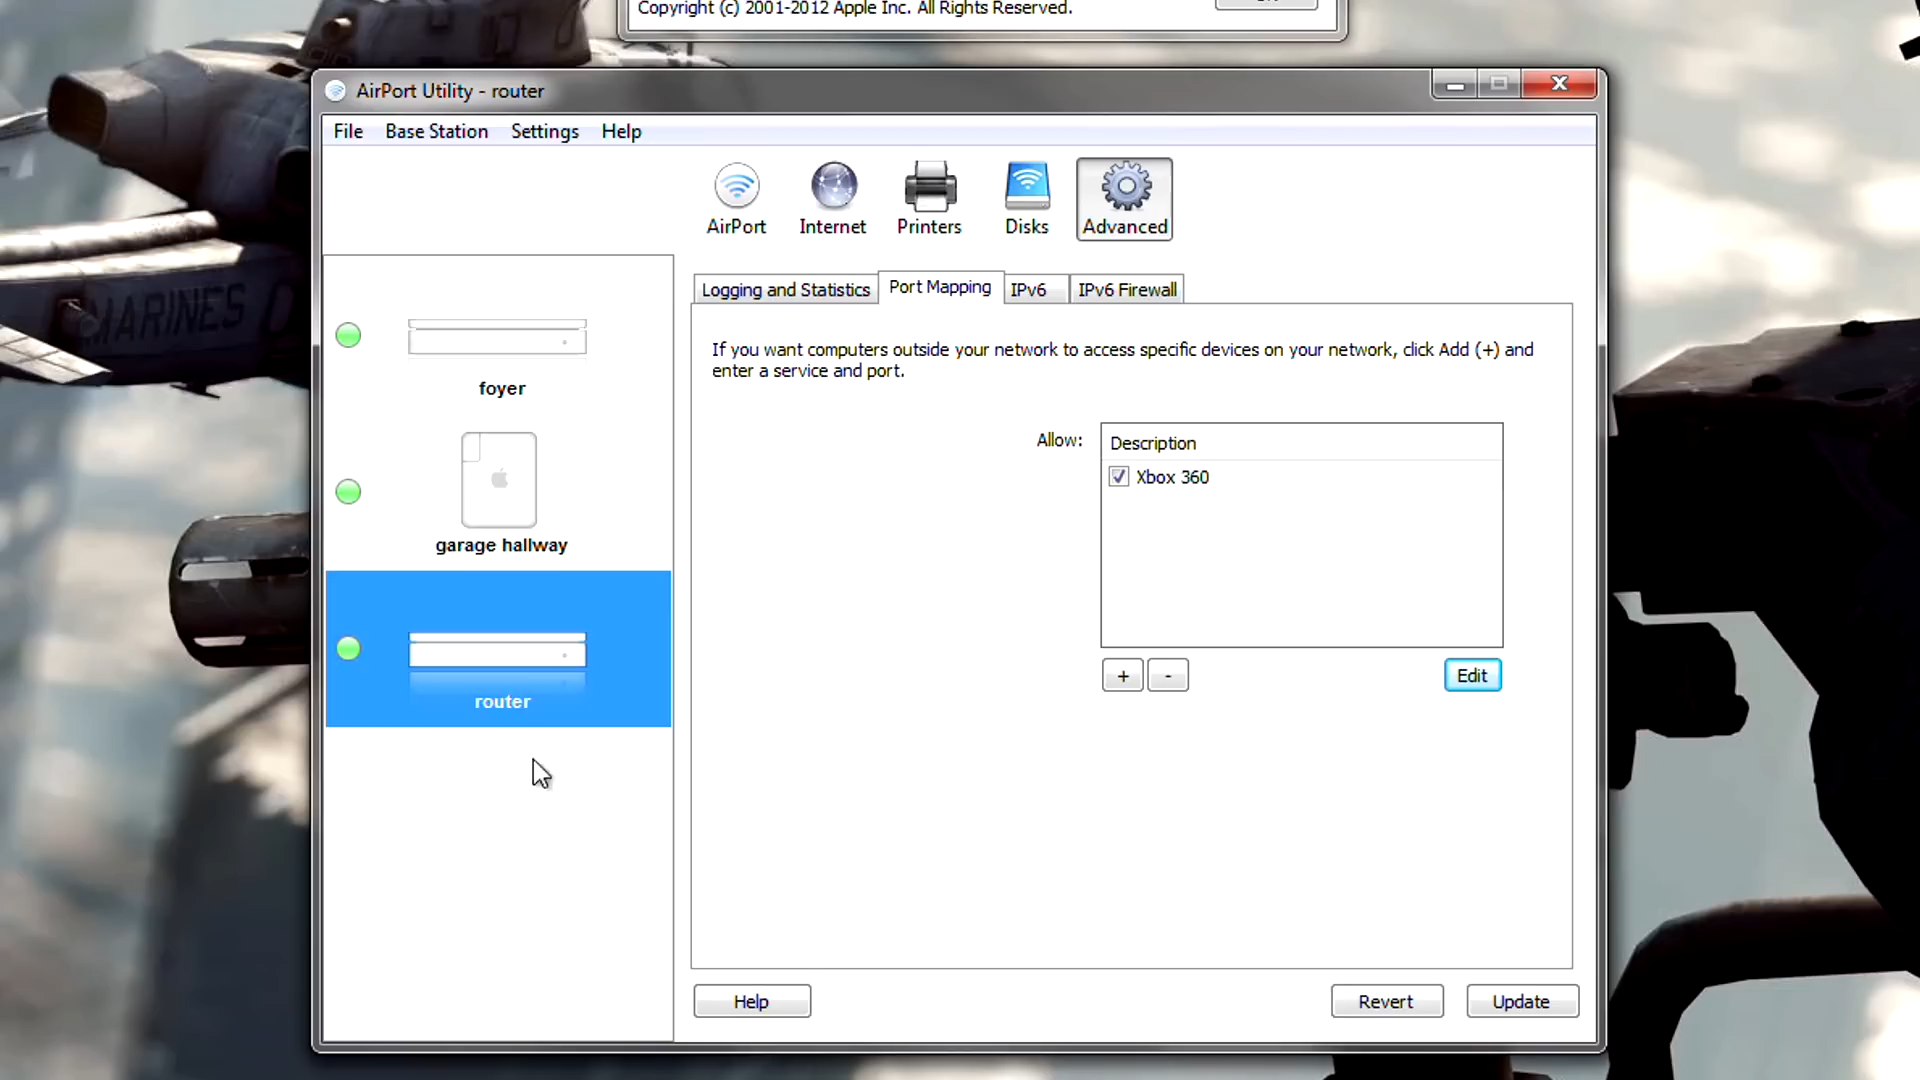 Copyright (c) 2001-2012 Apple Inc. All Rights Reserved.
AirPort Utility - router
File Base Station Settings Help
AirPort Internet Printers Disks Advanced
Logging and Statistics Port Mapping IPv6 IPv6 Firewall
If you want computers outside your network to access specific devices on your network, click Add (+) and
enter a service and port.
foyer
Allow: Description
Xbox 360
garage hallway
+ - Edit
router
Help Revert Update
MARINES